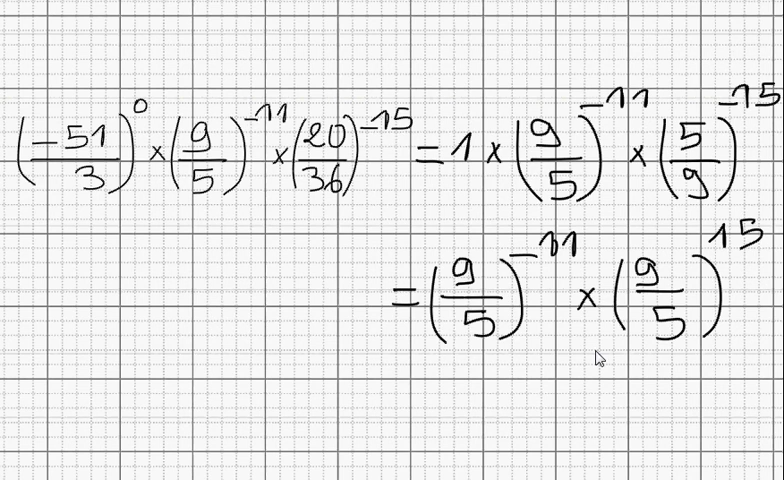 (-51/3)^0 × (9/5)^-11 × (20/36)^-15 = 1 × (9/5)^-11 × (5/9)^-15
= (9/5)^-11 × (9/5)^15